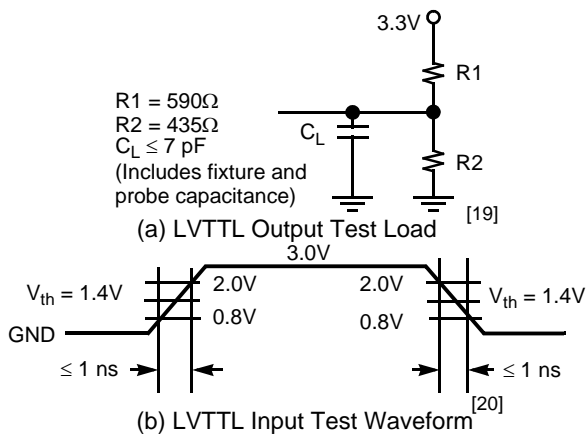 3.3V
R1
R1 = 590Ω
R2 = 435Ω
C_L ≤ 7 pF
(Includes fixture and
probe capacitance)
C_L
R2
(a) LVTTL Output Test Load [19]
3.0V
V_th = 1.4V
2.0V
0.8V
GND
≤ 1 ns
2.0V
0.8V
V_th = 1.4V
≤ 1 ns
(b) LVTTL Input Test Waveform [20]